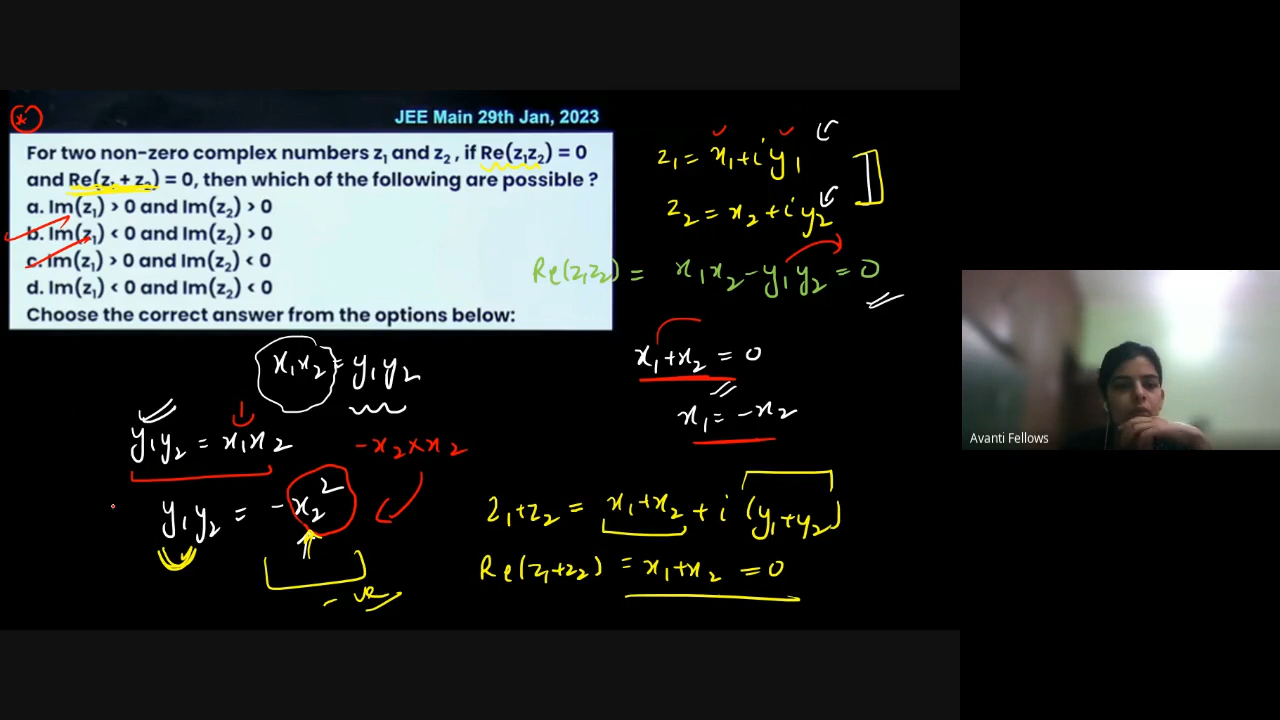 JEE Main 29th Jan, 2023
For two non-zero complex numbers z₁ and z₂, if Re(z₁z₂) = 0
and Re(z₁ + z₂) = 0, then which of the following are possible ?
a. Im(z₁) > 0 and Im(z₂) > 0
b. Im(z₁) < 0 and Im(z₂) > 0
c. Im(z₁) > 0 and Im(z₂) < 0
d. Im(z₁) < 0 and Im(z₂) < 0
Choose the correct answer from the options below:
z₁ = x₁+iy₁
z₂ = x₂+iy₂
Re(z₁z₂) = x₁x₂-y₁y₂ = 0
x₁+x₂ = 0
x₁ = -x₂
x₁x₂ = y₁y₂
y₁y₂ = x₁x₂
-x₂×x₂
y₁y₂ = -x₂²
-ve
z₁+z₂ = x₁+x₂ + i (y₁+y₂)
Re(z₁+z₂) = x₁+x₂ = 0
Avanti Fellows